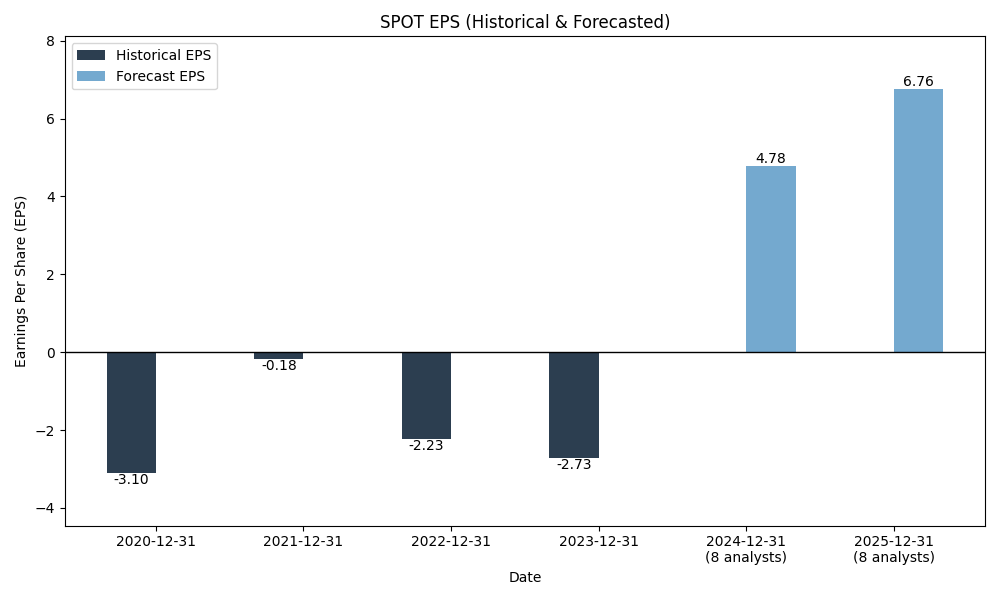 SPOT EPS (Historical & Forecasted)
Historical EPS
Forecast EPS
Earnings Per Share (EPS)
8
6
4
2
0
−2
−4
-3.10
-0.18
-2.23
-2.73
4.78
6.76
2020-12-31
2021-12-31
2022-12-31
2023-12-31
2024-12-31
(8 analysts)
2025-12-31
(8 analysts)
Date